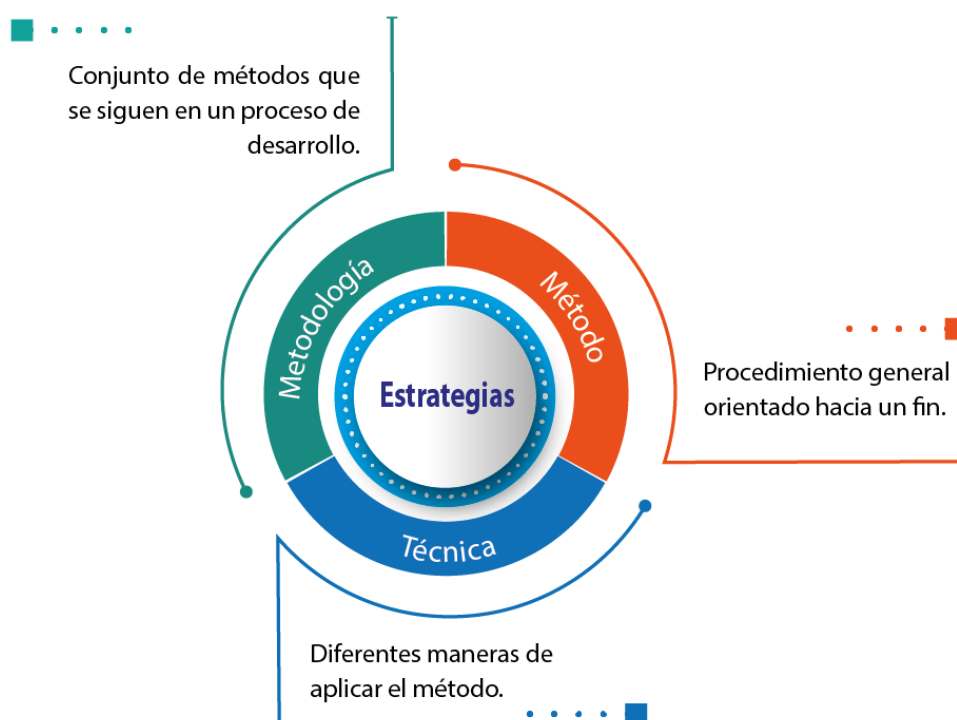 Conjunto de métodos que
se siguen en un proceso de
desarrollo.
Metodología
Método
Estrategias
Procedimiento general
orientado hacia un fin.
Técnica
Diferentes maneras de
aplicar el método.